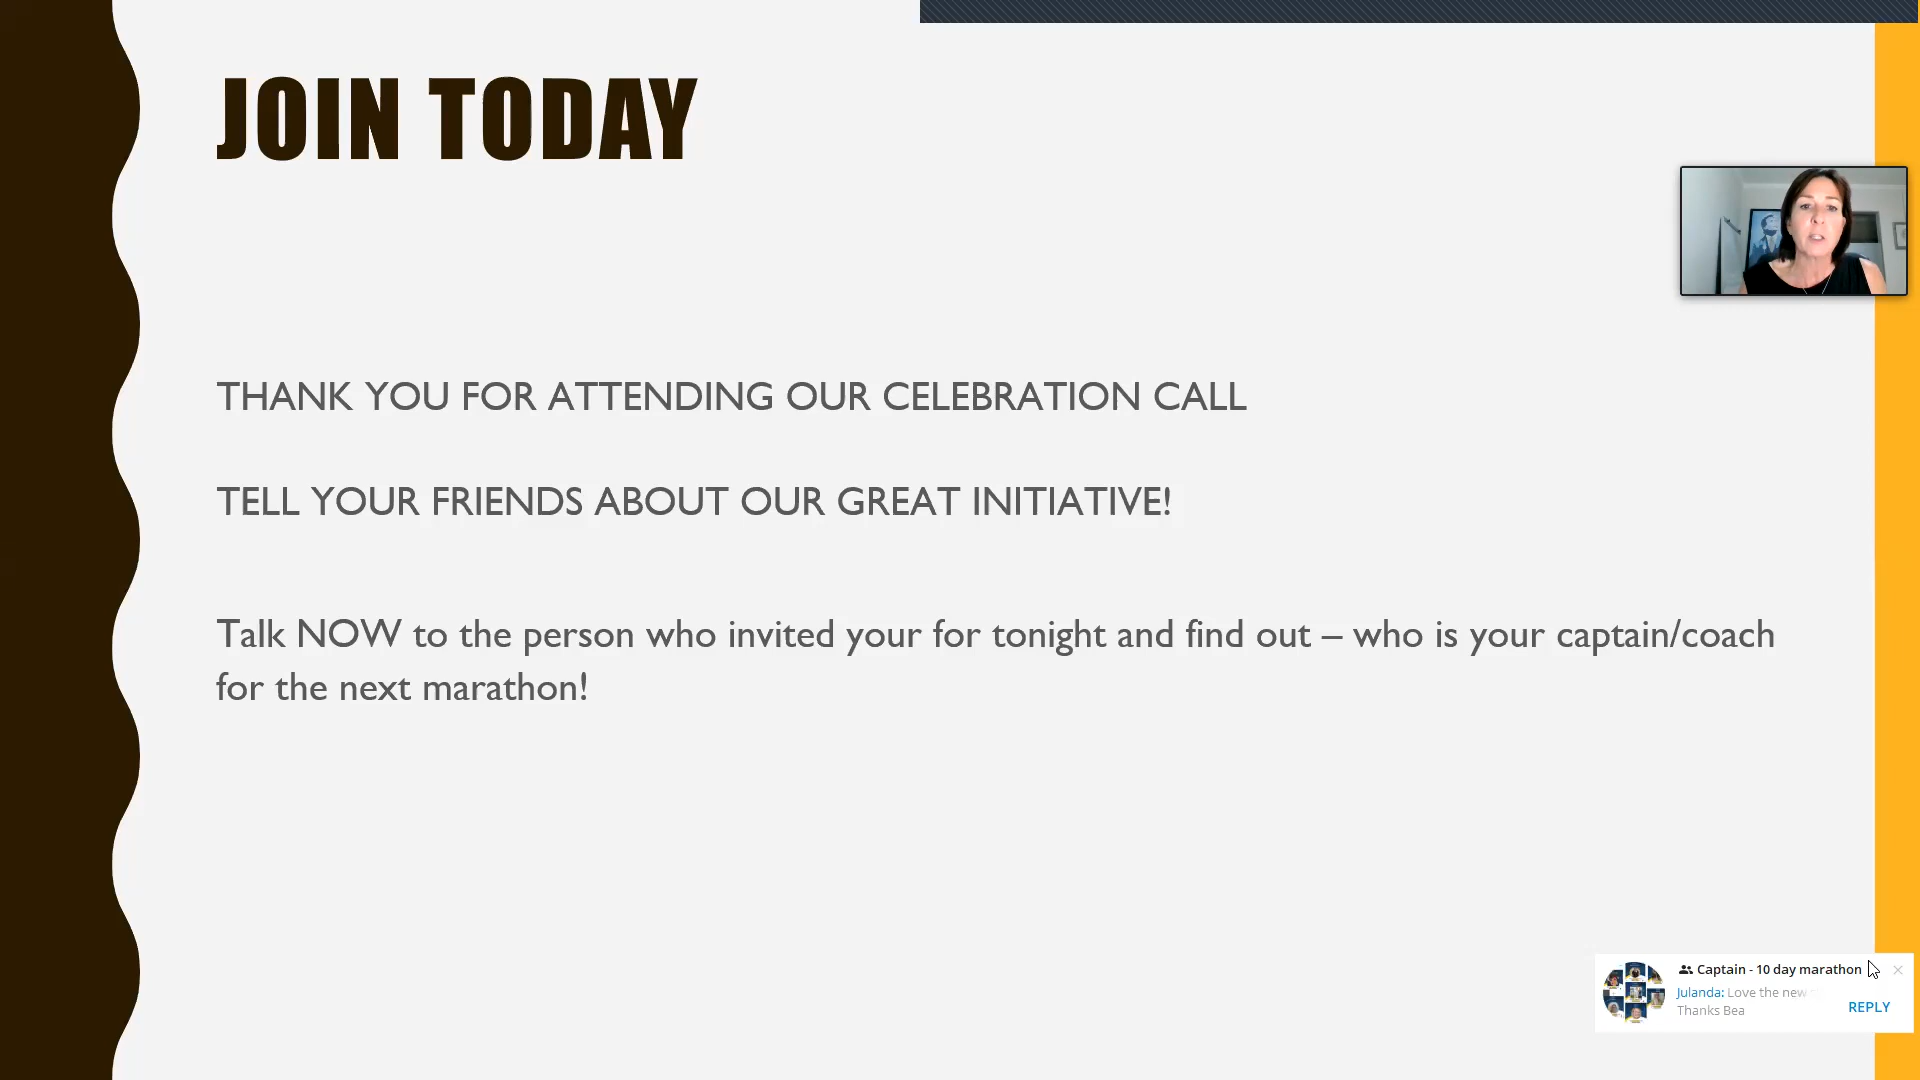 JOIN TODAY
THANK YOU FOR ATTENDING OUR CELEBRATION CALL
TELL YOUR FRIENDS ABOUT OUR GREAT INITIATIVE!
Talk NOW to the person who invited your for tonight and find out – who is your captain/coach
for the next marathon!
Captain - 10 day marathon
Julanda: Love the new
Thanks Bea
REPLY